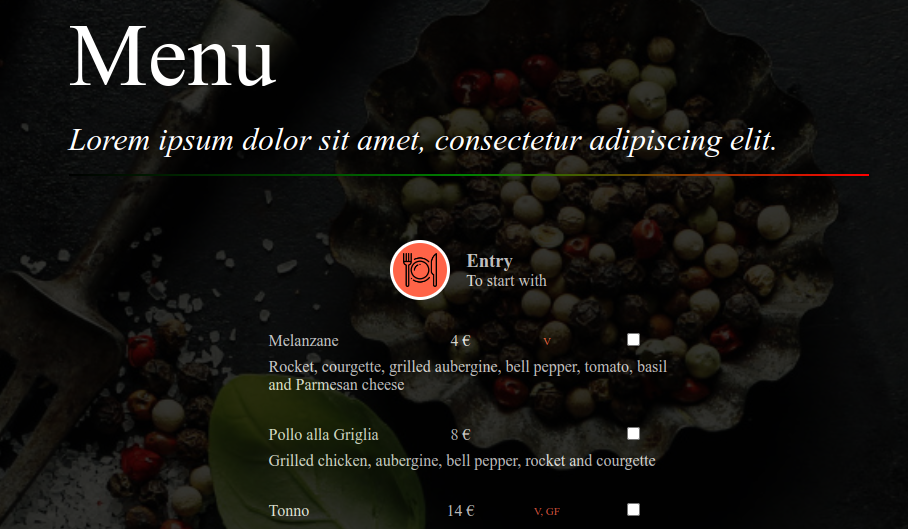 Menu
Lorem ipsum dolor sit amet, consectetur adipiscing elit.
Entry
To start with
Melanzane 4 € V
Rocket, courgette, grilled aubergine, bell pepper, tomato, basil
and Parmesan cheese
Pollo alla Griglia 8 €
Grilled chicken, aubergine, bell pepper, rocket and courgette
Tonno 14 € V, GF